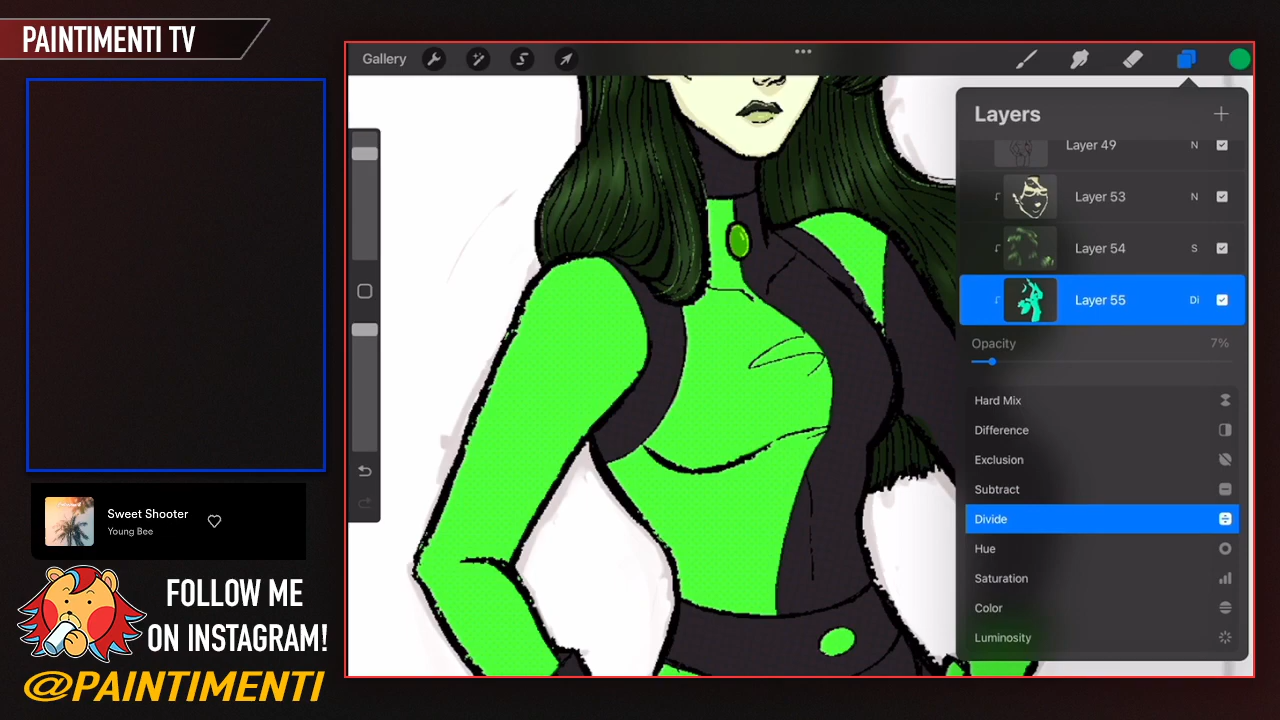 PAINTIMENTI TV
Gallery
Layers
Layer 49 N
Layer 53 N
Layer 54 S
Layer 55 Di
Opacity 7%
Hard Mix
Difference
Exclusion
Subtract
Divide
Hue
Saturation
Color
Luminosity
Sweet Shooter
Young Bee
FOLLOW ME
ON INSTAGRAM!
@PAINTIMENTI